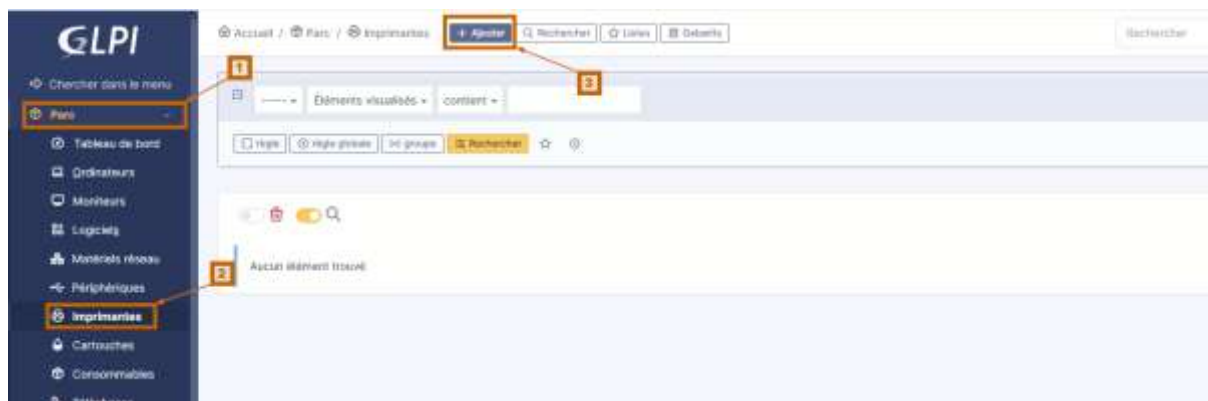 GLPI
Accueil / Parc / Imprimantes
+ Ajouter
Rechercher
Listes
Gabarits
Rechercher
1
3
Chercher dans le menu
Éléments visualisés
contient
Parc
règle
règle globale
groupe
Rechercher
Tableau de bord
Ordinateurs
Moniteurs
Logiciels
Matériels réseau
Aucun élément trouvé
2
Périphériques
Imprimantes
Cartouches
Consommables